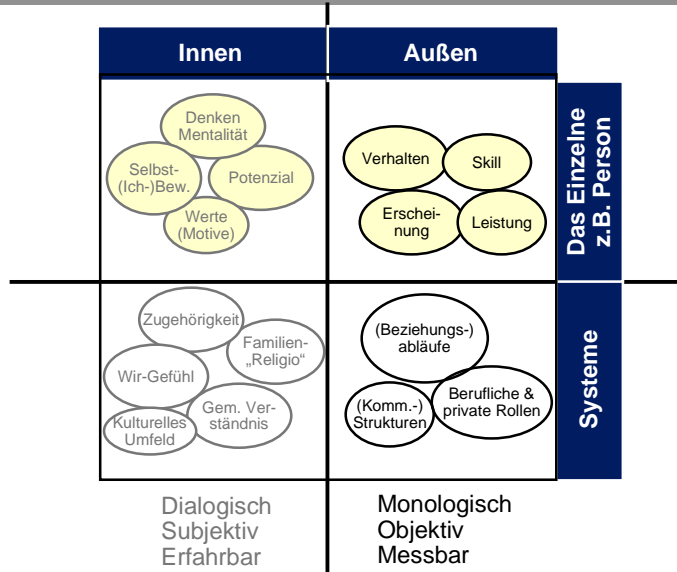 Innen
Außen
Denken
Mentalität
Selbst-
(Ich-)Bew.
Potenzial
Werte
(Motive)
Verhalten
Skill
Erschei-
nung
Leistung
Das Einzelne
z.B. Person
Zugehörigkeit
Familien-
„Religio“
Wir-Gefühl
Gem. Ver-
ständnis
Kulturelles
Umfeld
(Beziehungs-)
abläufe
Berufliche &
private Rollen
(Komm.-)
Strukturen
Systeme
Dialogisch
Subjektiv
Erfahrbar
Monologisch
Objektiv
Messbar